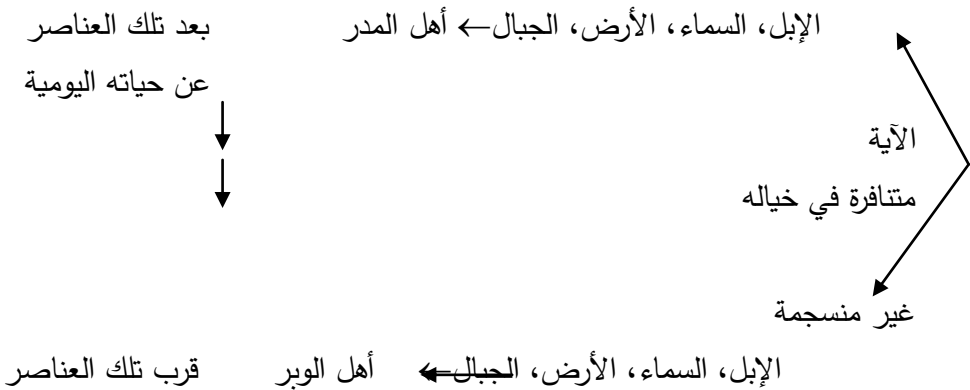 الإبل، السماء، الأرض، الجبال← أهل المدر بعد تلك العناصر
عن حياته اليومية
الآية
متنافرة في خياله
غير منسجمة
الإبل، السماء، الأرض، الجبال← أهل الوبر قرب تلك العناصر